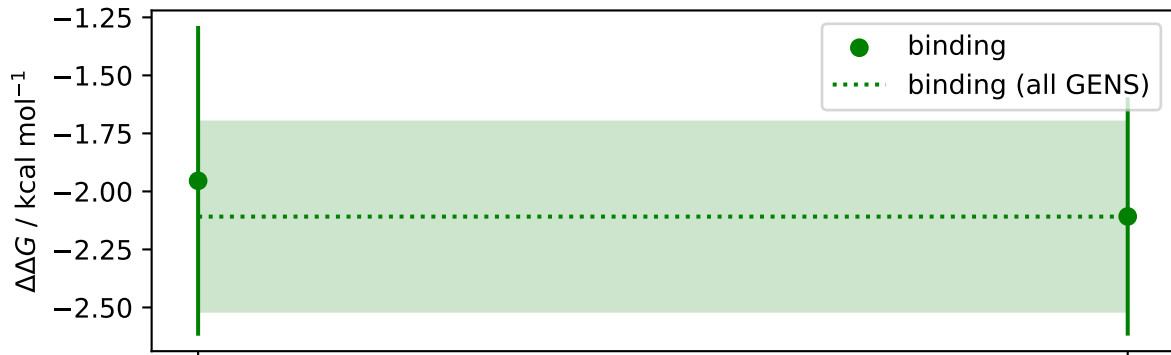 −1.25
−1.50
−1.75
−2.00
−2.25
−2.50
ΔΔG / kcal mol⁻¹
binding
binding (all GENS)